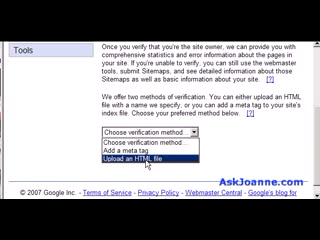 Tools
Once you verify that you're the site owner, we can provide you with
comprehensive statistics and error information about the pages in
your site. If you're unable to verify. you can still use the webmaster
tools, submit Sitemaps, and see detailed information about those
Sitemaps as well as basic information about your site. [?]
We offer two methods of verification. You can either upload an HTML
file with a name we specify, or you can add a meta tag to your site's
index file. Choose your preferred method below. [?]
Choose verification method...
Choose verification method...
Add a meta tag
Upload an HTML file
AskJoanne.com
© 2007 Google Inc. - Terms of Service - Privacy Policy - Webmaster Central - Google's blog for